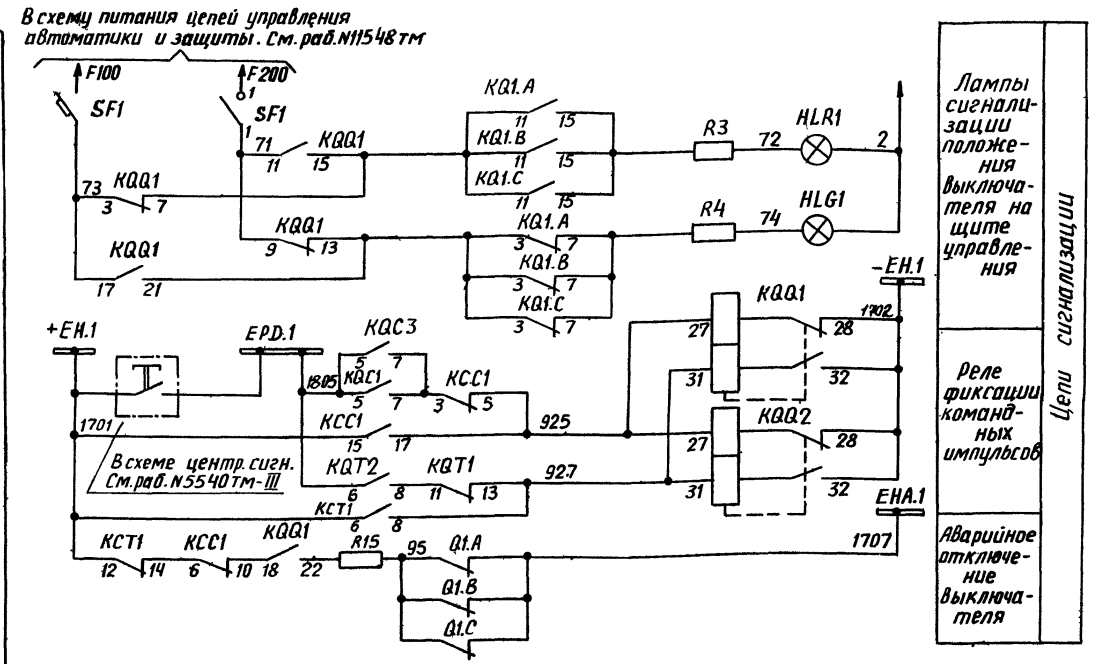 В схему питания цепей управления
автоматики и защиты. См. раб. N11548тм
F100
F200
SF1
1
SF1
1
71
KQQ1
11
15
73
KQQ1
3
7
KQQ1
9
13
KQQ1
17
21
KQ1.A
11
15
KQ1.B
11
15
KQ1.C
11
15
R3
72
HLR1
2
KQ1.A
3
7
KQ1.B
3
7
KQ1.C
3
7
R4
74
HLG1
-EH.1
+EH.1
EPD.1
KQC3
5
7
1805
KQC1
5
7
KCC1
3
5
1701
KCC1
15
17
925
KQT2
6
8
KQT1
11
13
927
KCT1
6
8
В схеме центр. сигн.
См. раб. N5540тм-III
KQQ1
27
28
1702
31
32
KQQ2
27
28
31
32
EHA.1
1707
KCT1
12
14
KCC1
6
10
KQQ1
18
22
R15
95
Q1.A
Q1.B
Q1.C
Лампы
сигнали-
зации
положе-
ния
выключа-
теля на
щите
управле-
ния
Реле
фиксации
команд-
ных
импульсов
Аварийное
отключе-
ние
выключа-
теля
Цепи сигнализации